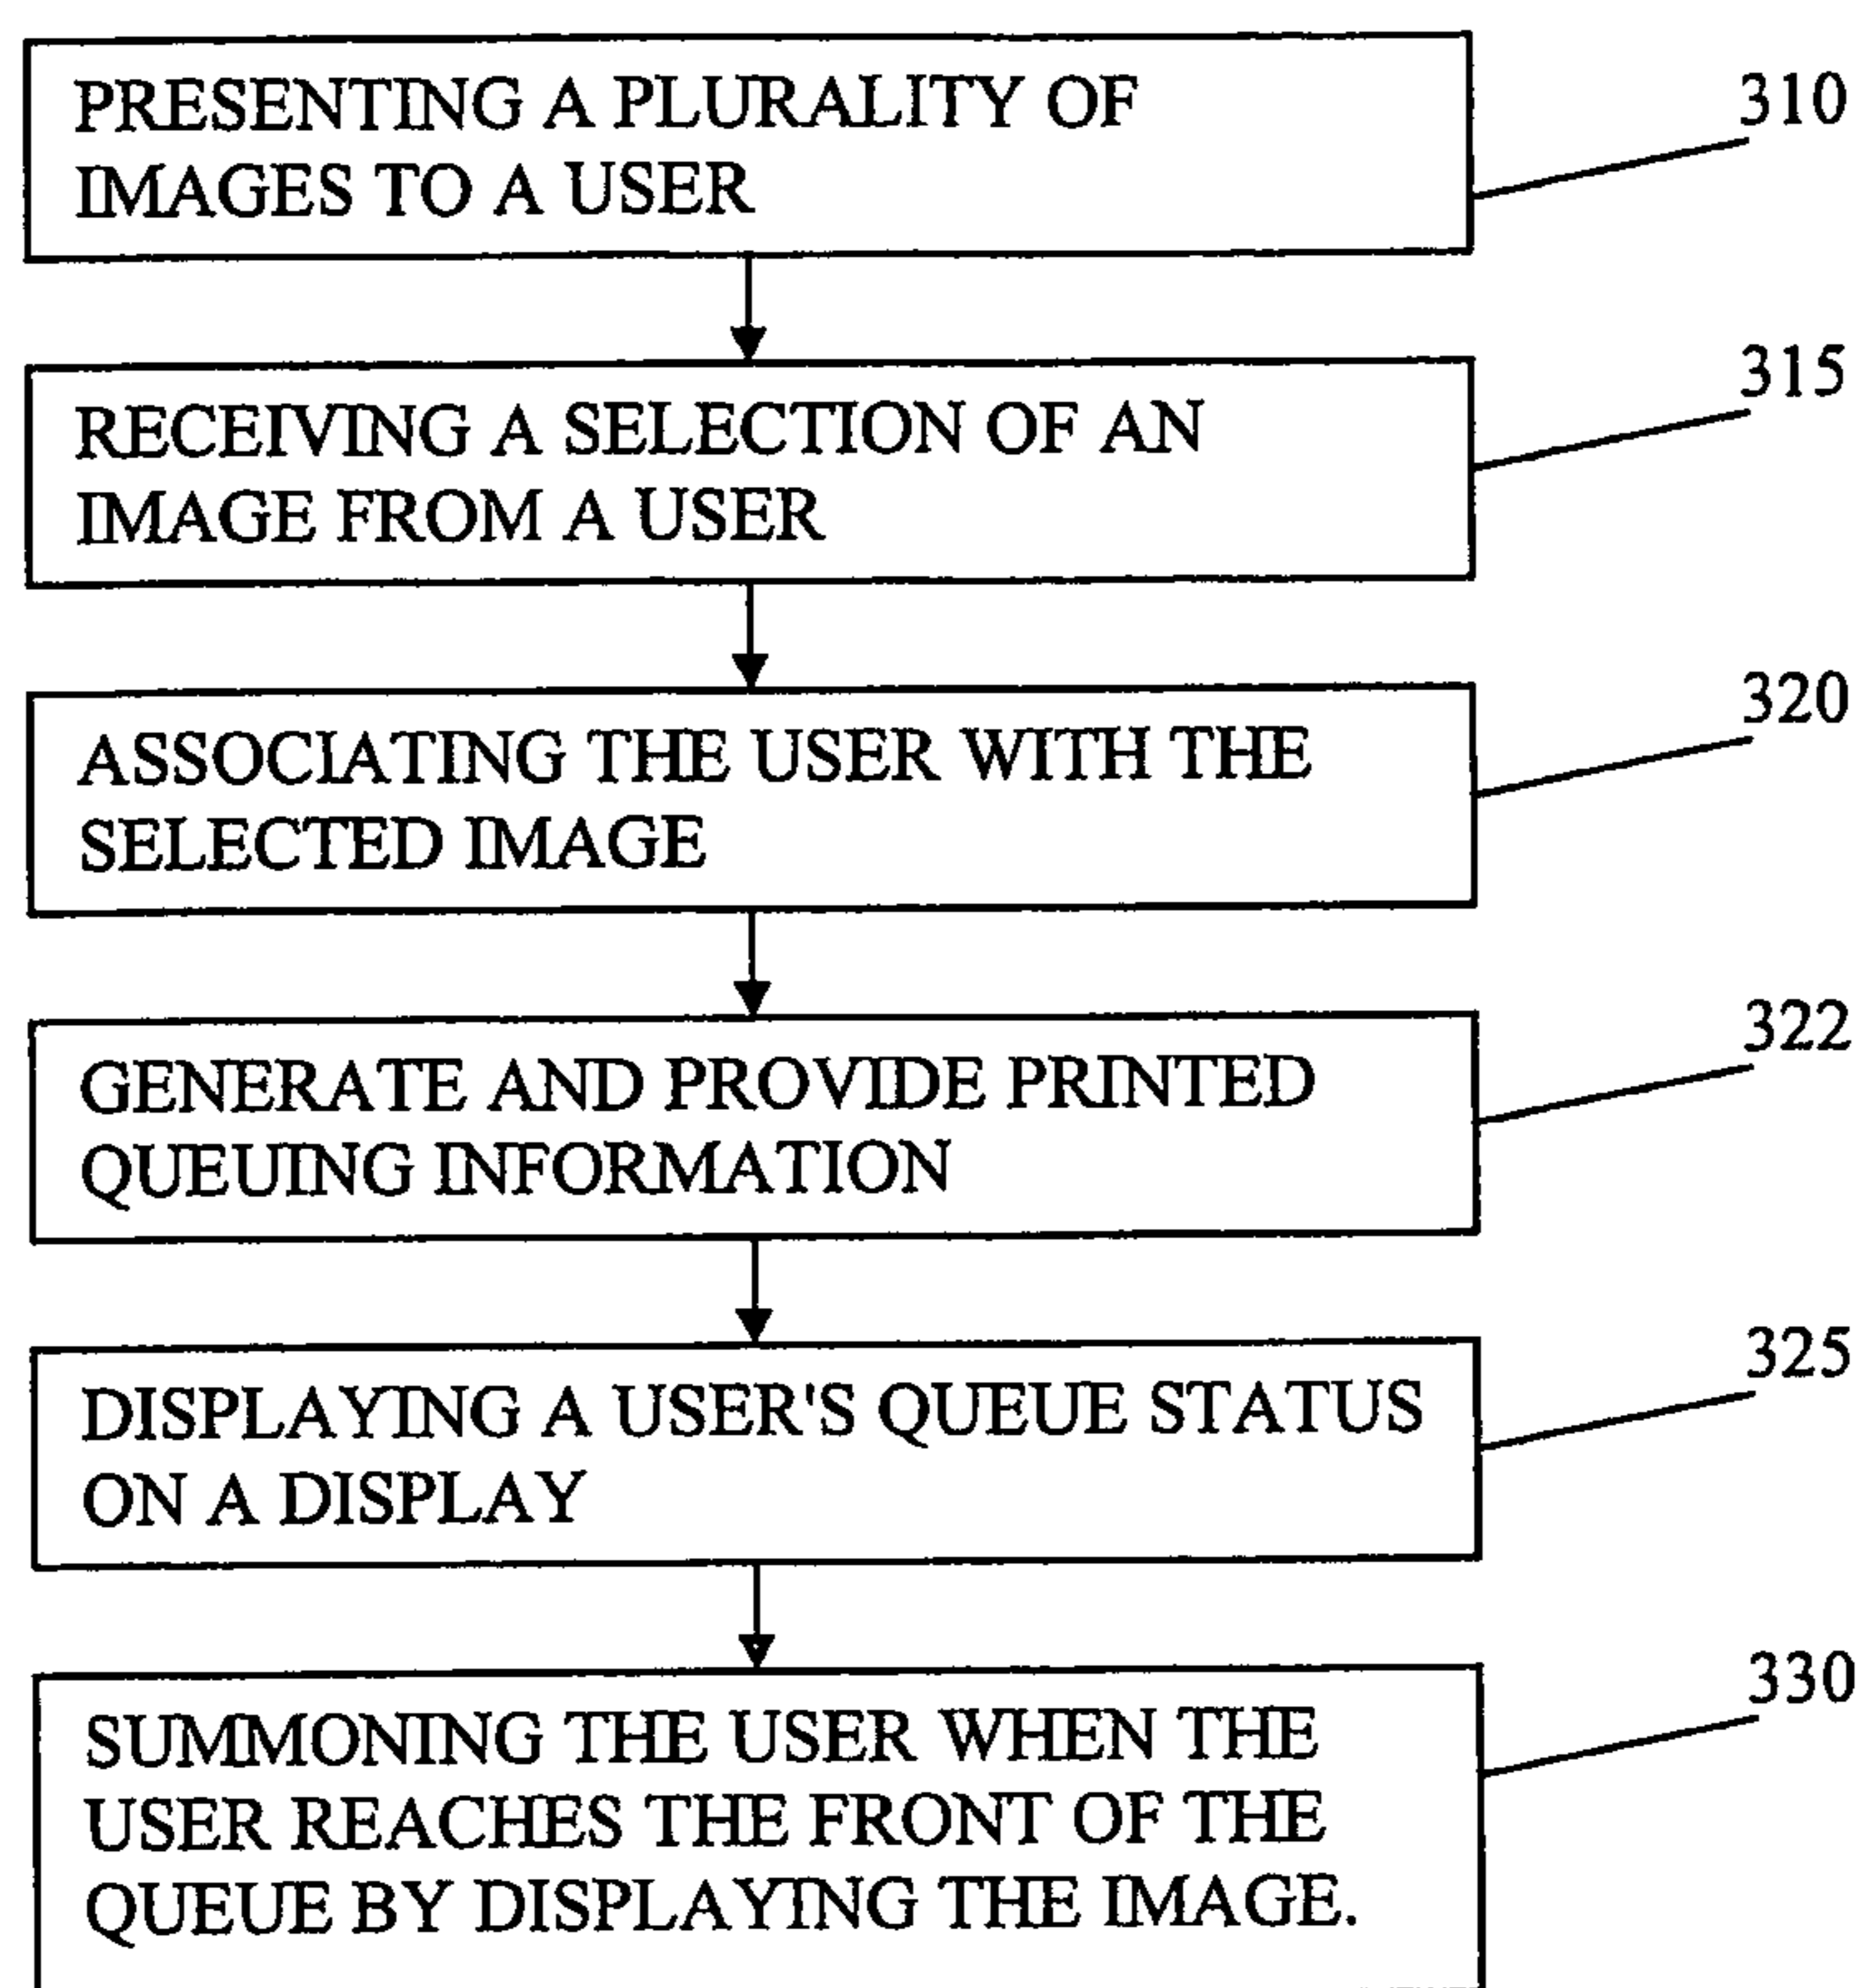 PRESENTING A PLURALITY OF
IMAGES TO A USER
310
RECEIVING A SELECTION OF AN
IMAGE FROM A USER
315
ASSOCIATING THE USER WITH THE
SELECTED IMAGE
320
GENERATE AND PROVIDE PRINTED
QUEUING INFORMATION
322
DISPLAYING A USER'S QUEUE STATUS
ON A DISPLAY
325
SUMMONING THE USER WHEN THE
USER REACHES THE FRONT OF THE
QUEUE BY DISPLAYING THE IMAGE.
330